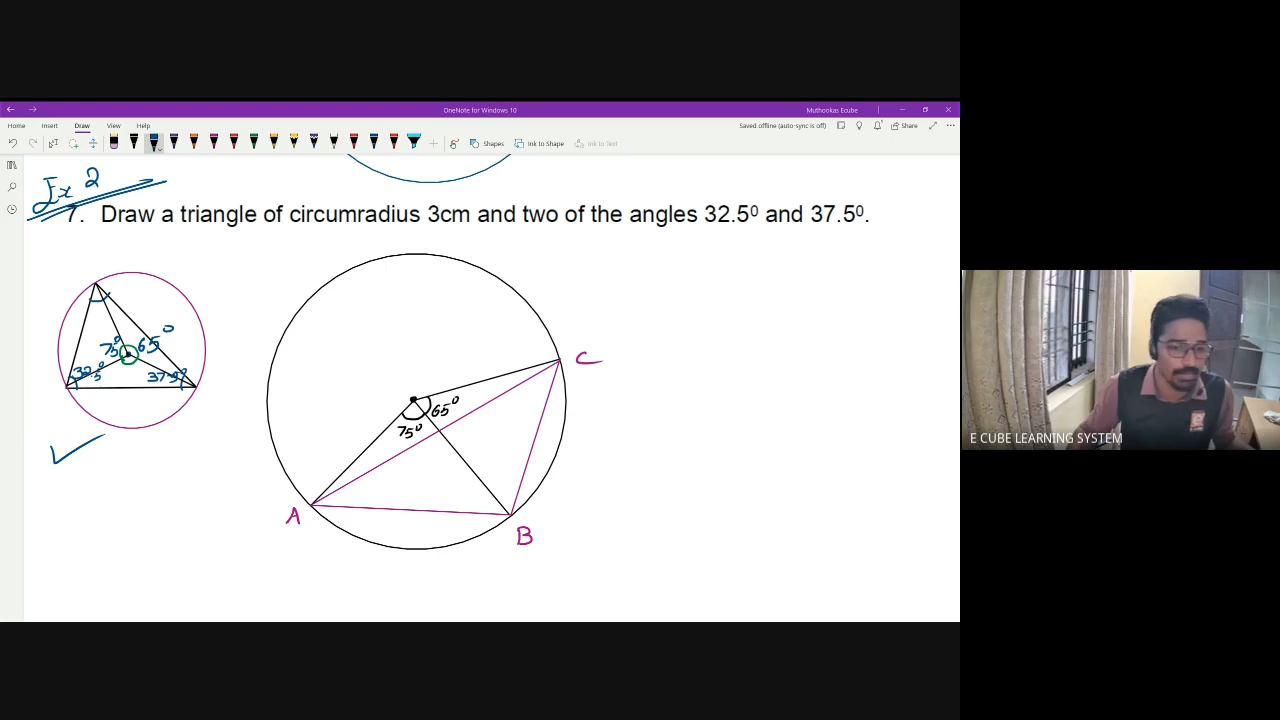 OneNote for Windows 10
Muthookas Ecube
Home Insert Draw View Help
Saved offline (auto-sync is off)
Share
Shapes
Ink to Shape
Ink to Text
Ex 2
7. Draw a triangle of circumradius 3cm and two of the angles 32.5⁰ and 37.5⁰.
75° 65°
32.5° 37.5°
C
65°
75°
A
B
E CUBE LEARNING SYSTEM